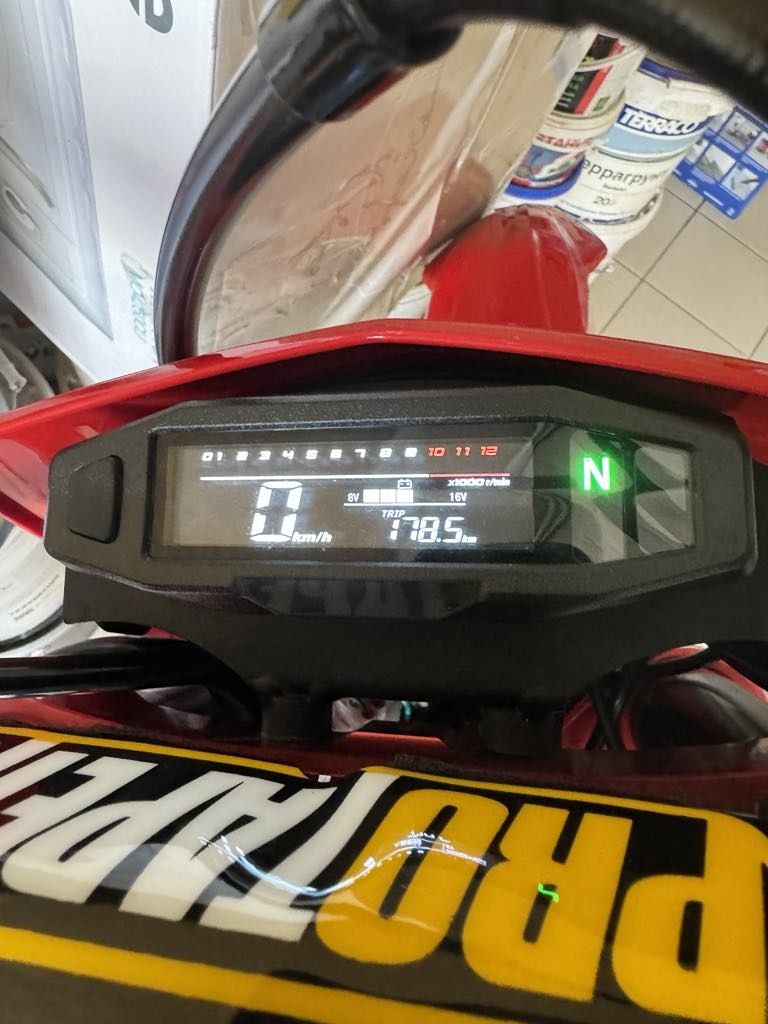 TERRACO
20
01 2 3 4 5 6 7 8 9 10 11 12
x1000 r/min
N
8V 16V
0 km/h
TRIP
178.5 km
PRO TAPER